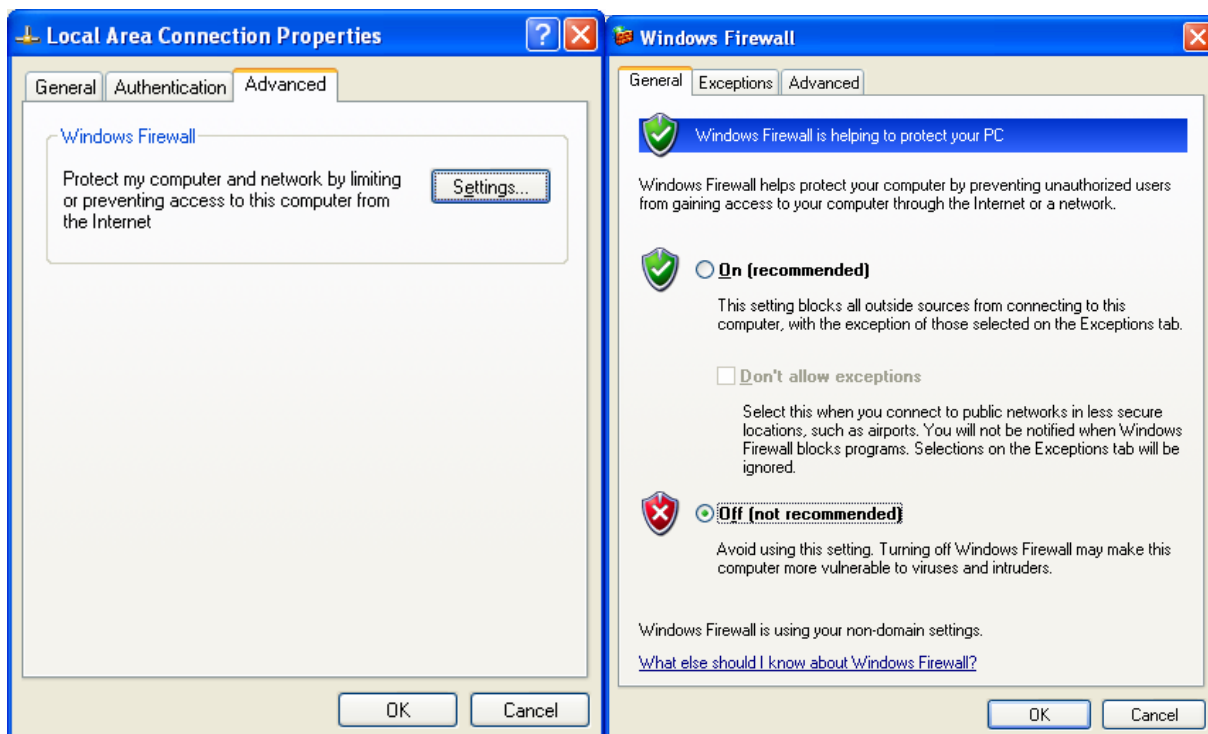 Local Area Connection Properties
General Authentication Advanced
Windows Firewall
Protect my computer and network by limiting
or preventing access to this computer from
the Internet
Settings...
OK Cancel
Windows Firewall
General Exceptions Advanced
Windows Firewall is helping to protect your PC
Windows Firewall helps protect your computer by preventing unauthorized users
from gaining access to your computer through the Internet or a network.
On (recommended)
This setting blocks all outside sources from connecting to this
computer, with the exception of those selected on the Exceptions tab.
Don't allow exceptions
Select this when you connect to public networks in less secure
locations, such as airports. You will not be notified when Windows
Firewall blocks programs. Selections on the Exceptions tab will be
ignored.
Off (not recommended)
Avoid using this setting. Turning off Windows Firewall may make this
computer more vulnerable to viruses and intruders.
Windows Firewall is using your non-domain settings.
What else should I know about Windows Firewall?
OK Cancel